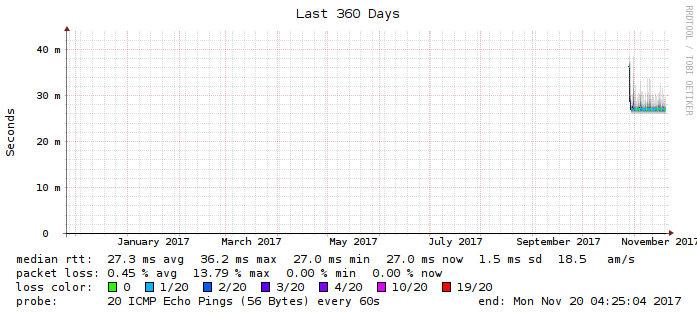 Last 360 Days
RRDTOOL / TOBI OETIKER
Seconds
40 m
30 m
20 m
10 m
0
January 2017 March 2017 May 2017 July 2017 September 2017 November 2017
median rtt: 27.3 ms avg 36.2 ms max 27.0 ms min 27.0 ms now 1.5 ms sd 18.5 am/s
packet loss: 0.45 % avg 13.79 % max 0.00 % min 0.00 % now
loss color: 0 1/20 2/20 3/20 4/20 10/20 19/20
probe: 20 ICMP Echo Pings (56 Bytes) every 60s end: Mon Nov 20 04:25:04 2017